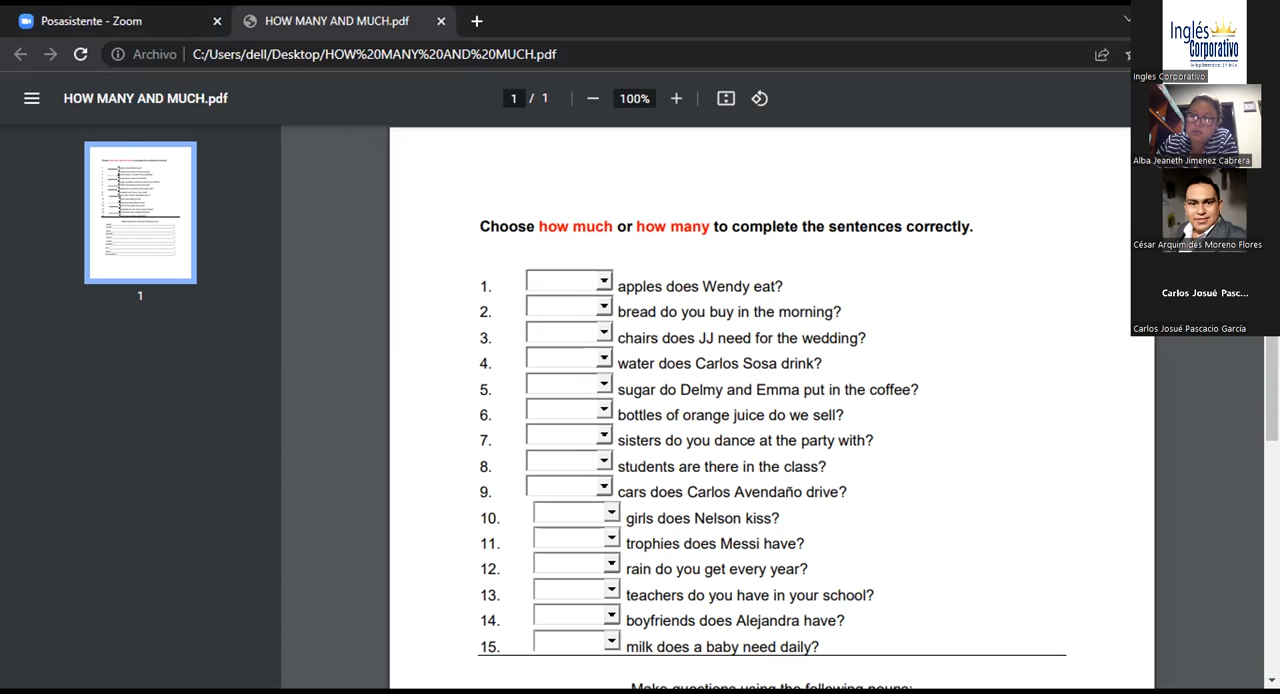 Posasistente - Zoom
HOW MANY AND MUCH.pdf
Archivo C:/Users/dell/Desktop/HOW%20MANY%20AND%20MUCH.pdf
HOW MANY AND MUCH.pdf
1 / 1
100%
1
Choose how much or how many to complete the sentences correctly.
1. apples does Wendy eat?
2. bread do you buy in the morning?
3. chairs does JJ need for the wedding?
4. water does Carlos Sosa drink?
5. sugar do Delmy and Emma put in the coffee?
6. bottles of orange juice do we sell?
7. sisters do you dance at the party with?
8. students are there in the class?
9. cars does Carlos Avendaño drive?
10. girls does Nelson kiss?
11. trophies does Messi have?
12. rain do you get every year?
13. teachers do you have in your school?
14. boyfriends does Alejandra have?
15. milk does a baby need daily?
Make questions using the following nouns:
Inglés
Corporativo
Ingles Corporativo
Alba Jeaneth Jimenez Cabrera
César Arquimides Moreno Flores
Carlos Josué Pasc...
Carlos Josué Pascacio García